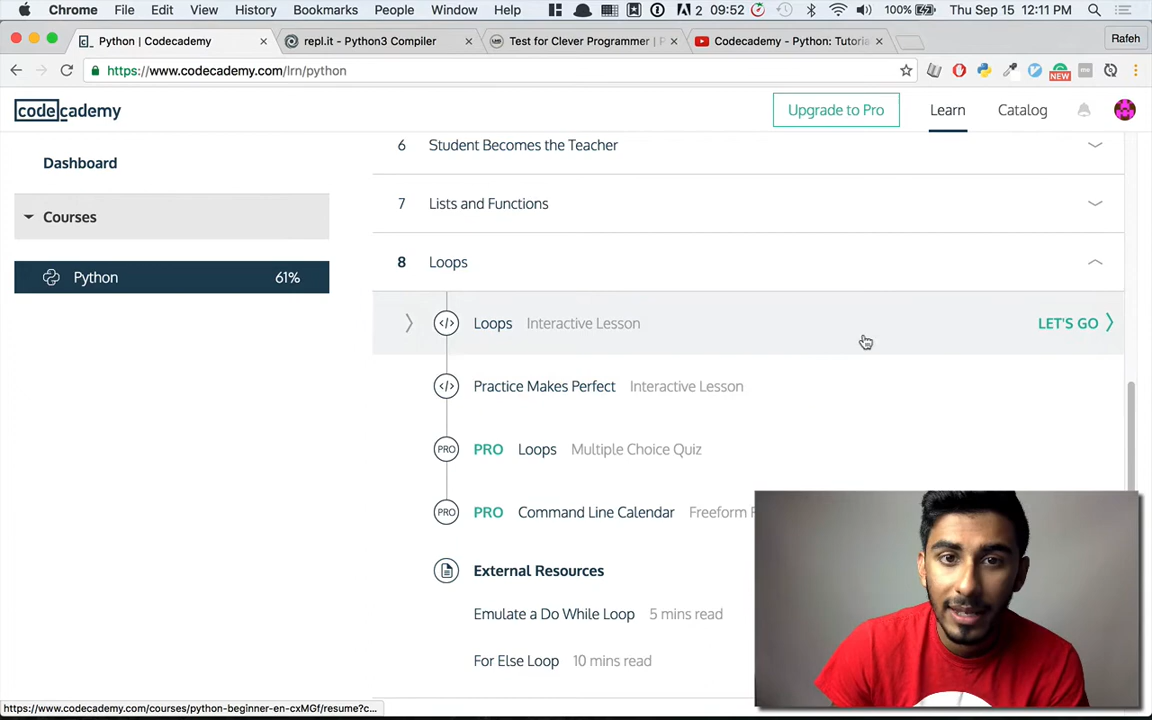 Chrome File Edit View History Bookmarks People Window Help 2 09:52 100% Thu Sep 15 12:11 PM
Python | Codecademy repl.it - Python3 Compiler Test for Clever Programmer | P Codecademy - Python: Tutoria Rafeh
https://www.codecademy.com/lrn/python NEW
codecademy Upgrade to Pro Learn Catalog
Dashboard
Courses
Python 61%
6 Student Becomes the Teacher
7 Lists and Functions
8 Loops
</> Loops Interactive Lesson LET'S GO
</> Practice Makes Perfect Interactive Lesson
PRO PRO Loops Multiple Choice Quiz
PRO PRO Command Line Calendar Freeform P
External Resources
Emulate a Do While Loop 5 mins read
For Else Loop 10 mins read
https://www.codecademy.com/courses/python-beginner-en-cxMGf/resume?c...